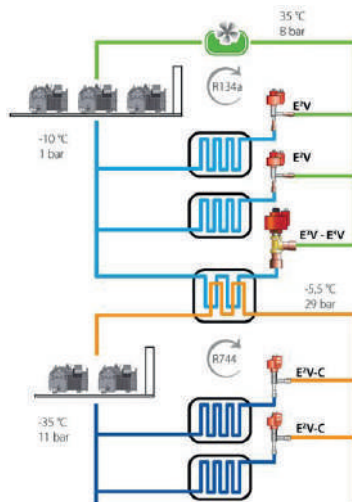 35 °C
8 bar
R134a
E²V
-10 °C
1 bar
E²V
E²V - E⁴V
-5,5 °C
29 bar
R744
E²V-C
-35 °C
11 bar
E²V-C